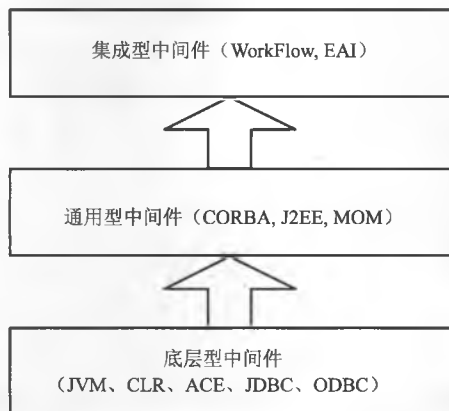 集成型中间件（WorkFlow, EAI）
通用型中间件（CORBA, J2EE, MOM）
底层型中间件
（JVM、CLR、ACE、JDBC、ODBC）